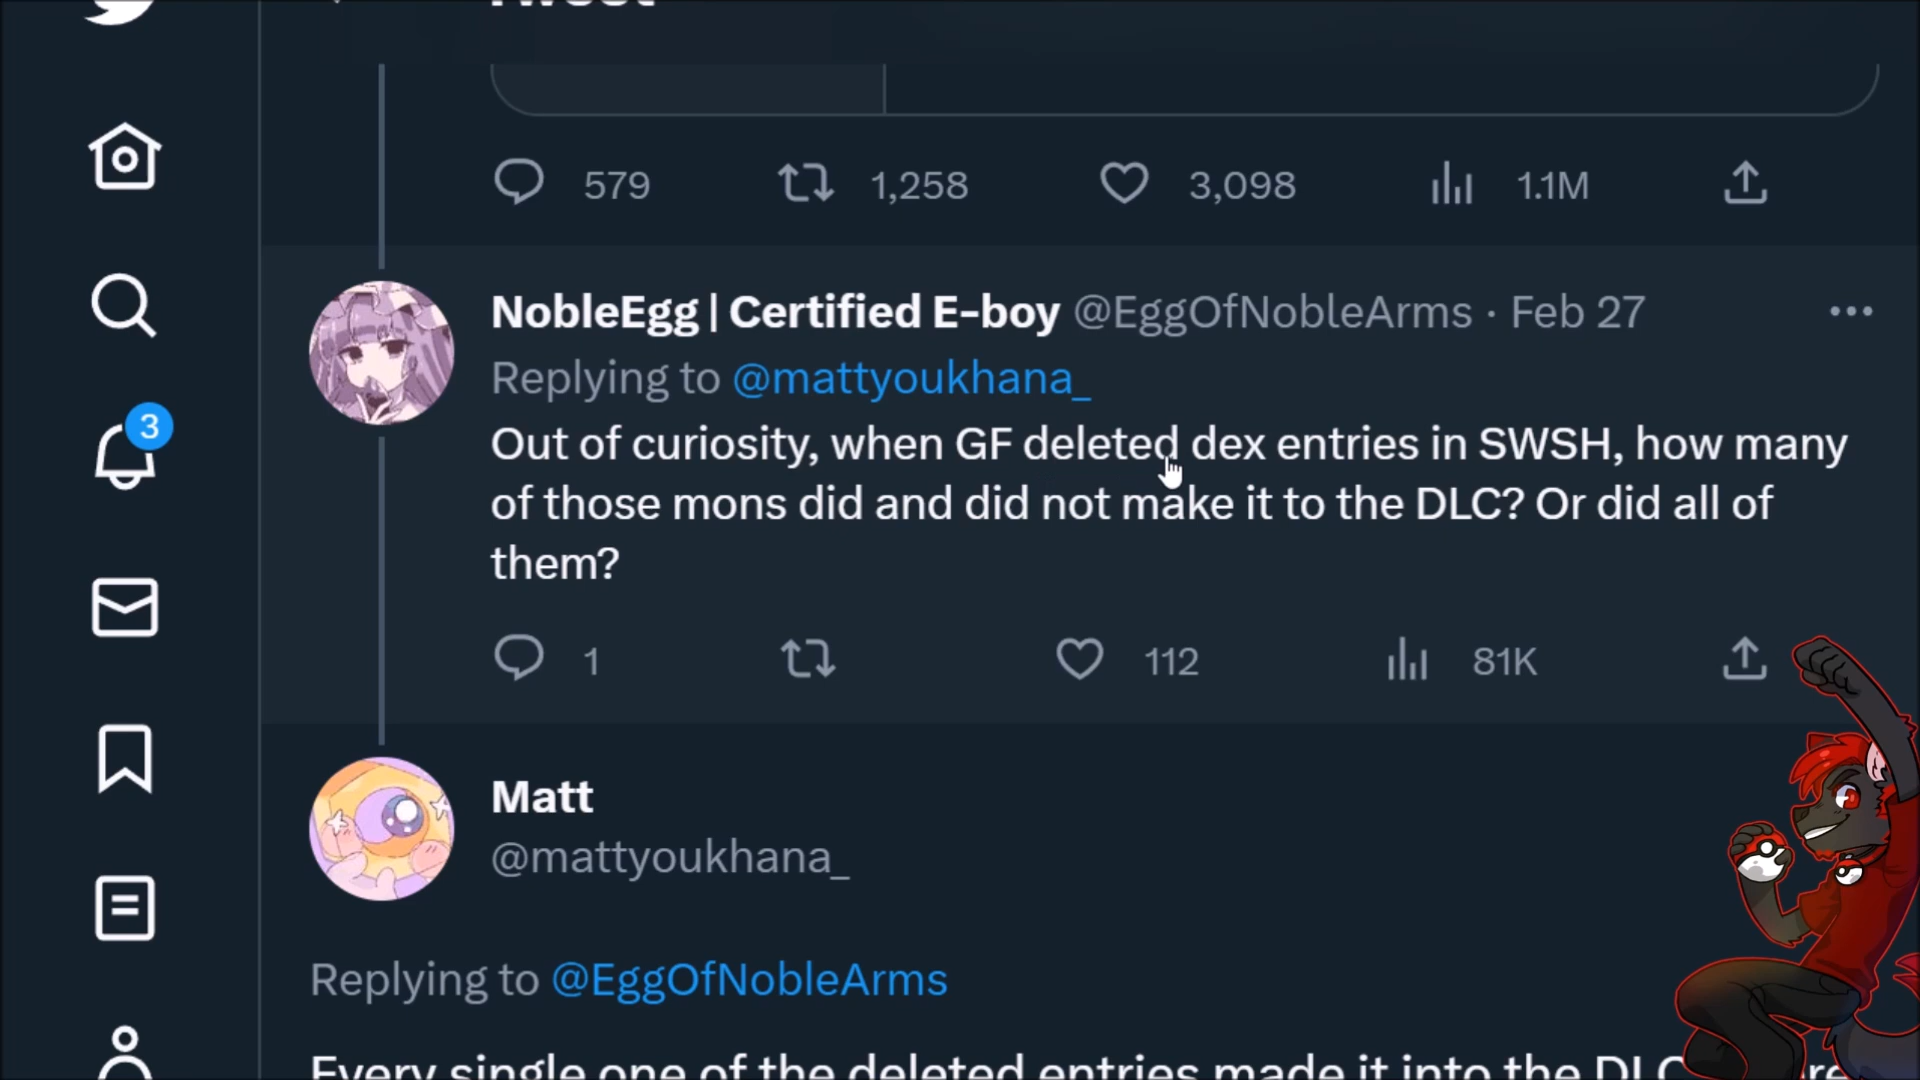 Tweet
579 1,258 3,098 1.1M
NobleEgg | Certified E-boy @EggOfNobleArms · Feb 27
Replying to @mattyoukhana_
3
Out of curiosity, when GF deleted dex entries in SWSH, how many
of those mons did and did not make it to the DLC? Or did all of
them?
1 112 81K
Matt
@mattyoukhana_
Replying to @EggOfNobleArms
Every single one of the deleted entries made it into the DLC